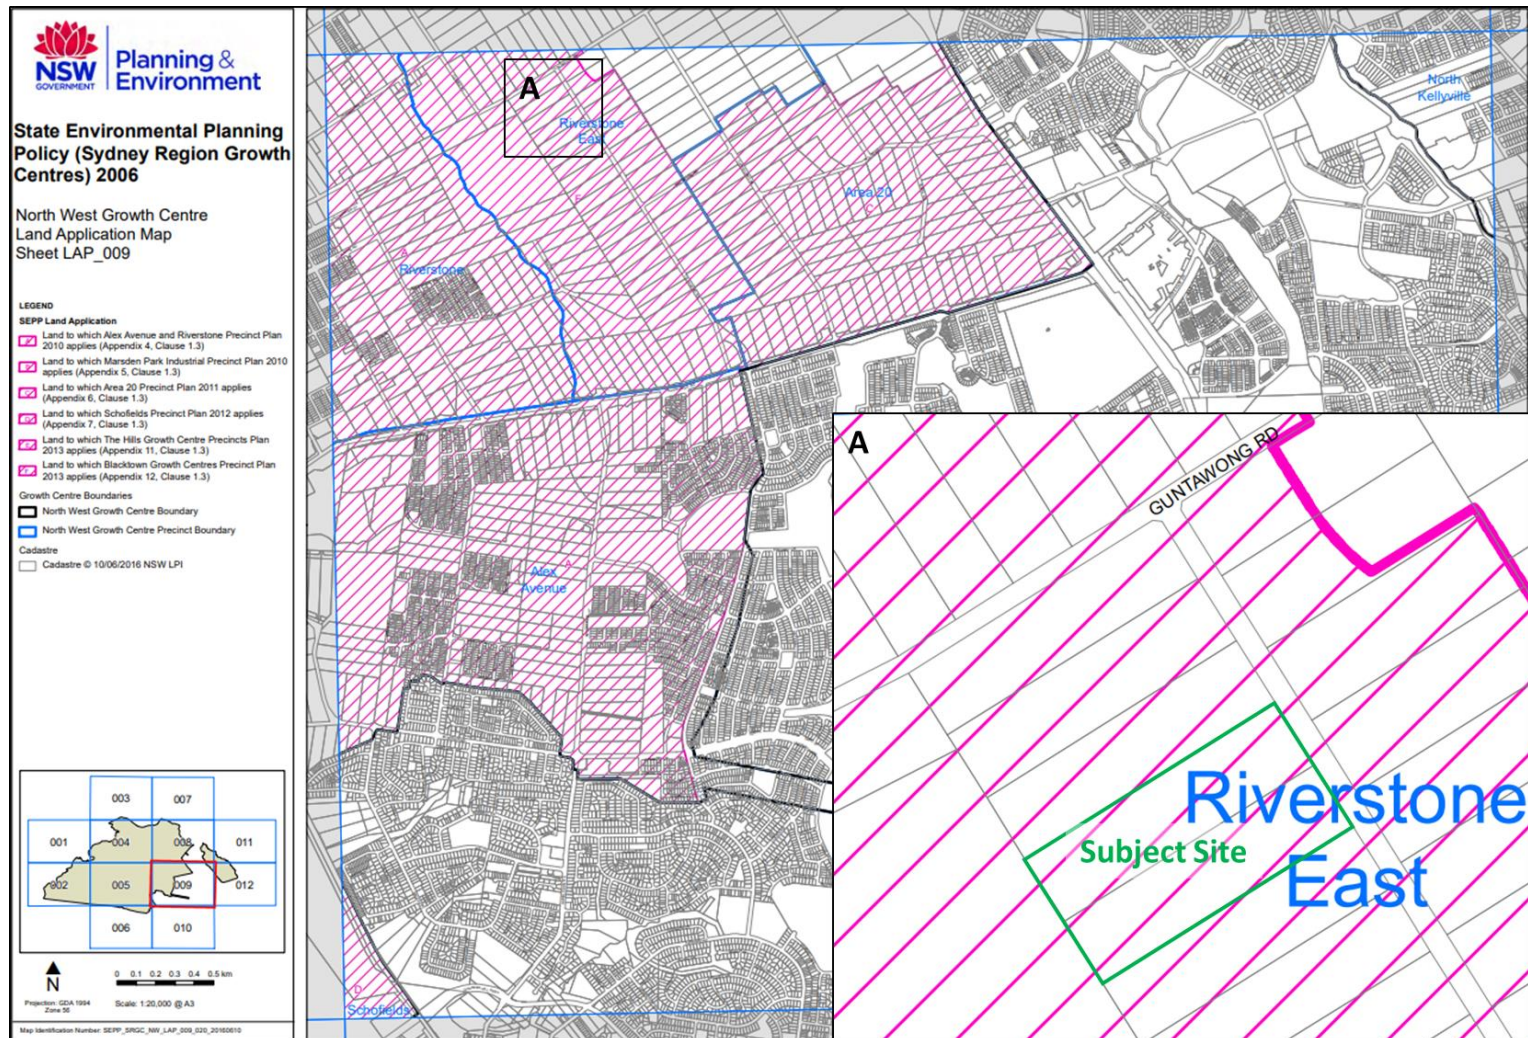 NSW
GOVERNMENT
Planning &
Environment
State Environmental Planning
Policy (Sydney Region Growth
Centres) 2006
North West Growth Centre
Land Application Map
Sheet LAP_009
LEGEND
SEPP Land Application
Land to which Alex Avenue and Riverstone Precinct Plan
2010 applies (Appendix 4, Clause 1.3)
Land to which Marsden Park Industrial Precinct Plan 2010
applies (Appendix 5, Clause 1.3)
Land to which Area 20 Precinct Plan 2011 applies
(Appendix 6, Clause 1.3)
Land to which Schofields Precinct Plan 2012 applies
(Appendix 7, Clause 1.3)
Land to which The Hills Growth Centre Precincts Plan
2013 applies (Appendix 11, Clause 1.3)
Land to which Blacktown Growth Centres Precinct Plan
2013 applies (Appendix 12, Clause 1.3)
Growth Centre Boundaries
North West Growth Centre Boundary
North West Growth Centre Precinct Boundary
Cadastre
Cadastre © 10/06/2016 NSW LPI
003 007
001 004 008 011
002 005 009 012
006 010
N
0 0.1 0.2 0.3 0.4 0.5 km
Projection: GDA 1994
Zone 56
Scale: 1:20,000 @ A3
Map Identification Number: SEPP_SRGC_NW_LAP_009_020_20160610
A
Riverstone
East
F
North
Kellyville
Area 20
C
A
Riverstone
A
Alex
Avenue
D
Schofields
A
GUNTAWONG RD
Riverstone
East
Subject Site